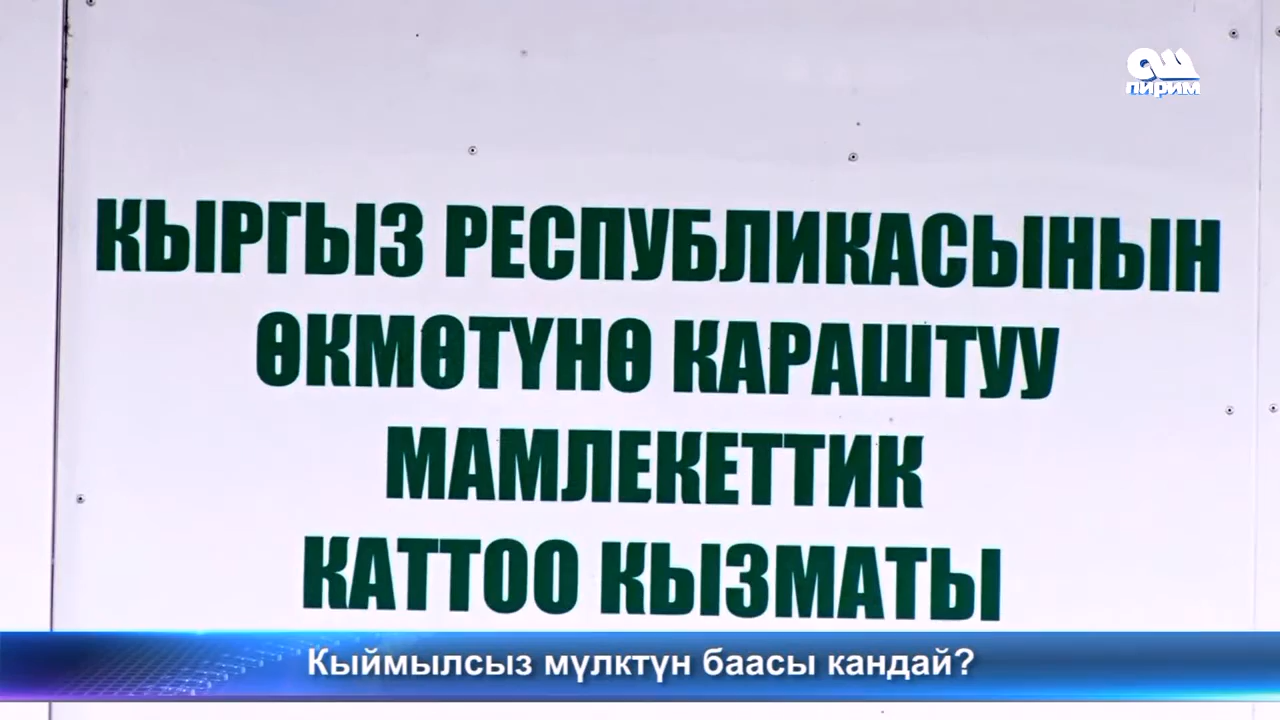 ОШ
ПИРИМ
КЫРГЫЗ РЕСПУБЛИКАСЫНЫН
ӨКМӨТҮНӨ КАРАШТУУ
МАМЛЕКЕТТИК
КАТТОО КЫЗМАТЫ
Кыймылсыз мүлктүн баасы кандай?